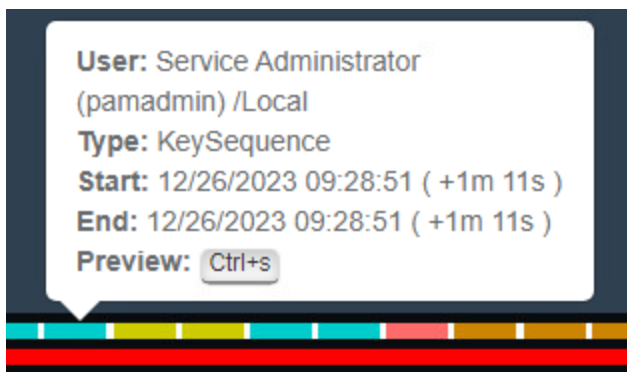 User: Service Administrator
(pamadmin) /Local
Type: KeySequence
Start: 12/26/2023 09:28:51 ( +1m 11s )
End: 12/26/2023 09:28:51 ( +1m 11s )
Preview: Ctrl+s